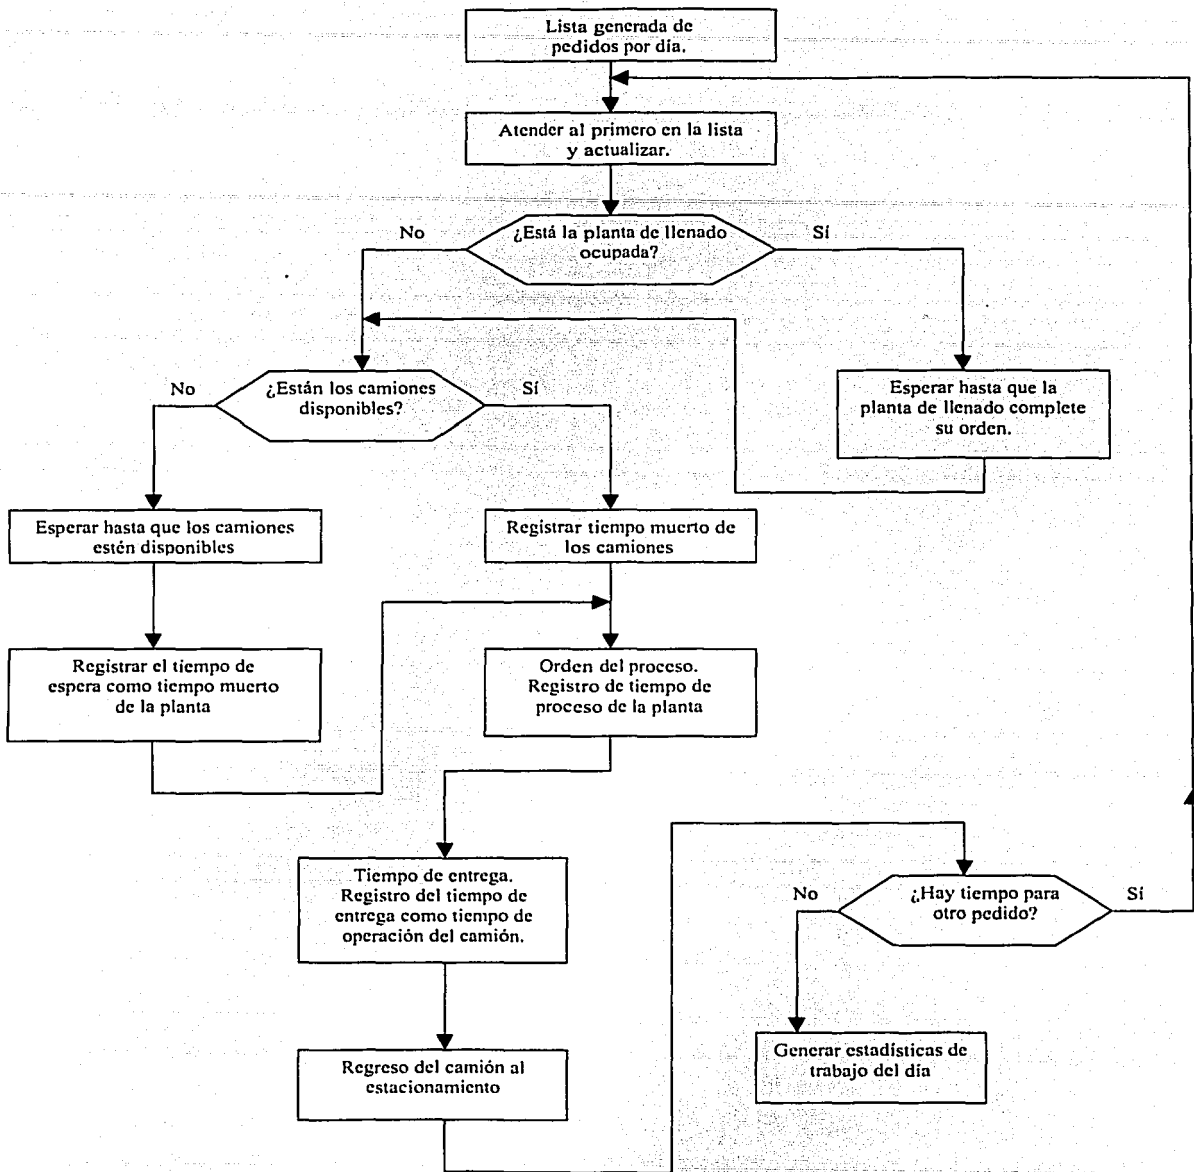 Lista generada de
pedidos por día.
Atender al primero en la lista
y actualizar.
No
¿Está la planta de llenado
ocupada?
Sí
No
¿Están los camiones
disponibles?
Sí
Esperar hasta que la
planta de llenado complete
su orden.
Esperar hasta que los camiones
estén disponibles
Registrar tiempo muerto de
los camiones
Registrar el tiempo de
espera como tiempo muerto
de la planta
Orden del proceso.
Registro de tiempo de
proceso de la planta
Tiempo de entrega.
Registro del tiempo de
entrega como tiempo de
operación del camión.
No
¿Hay tiempo para
otro pedido?
Sí
Regreso del camión al
estacionamiento
Generar estadísticas de
trabajo del día